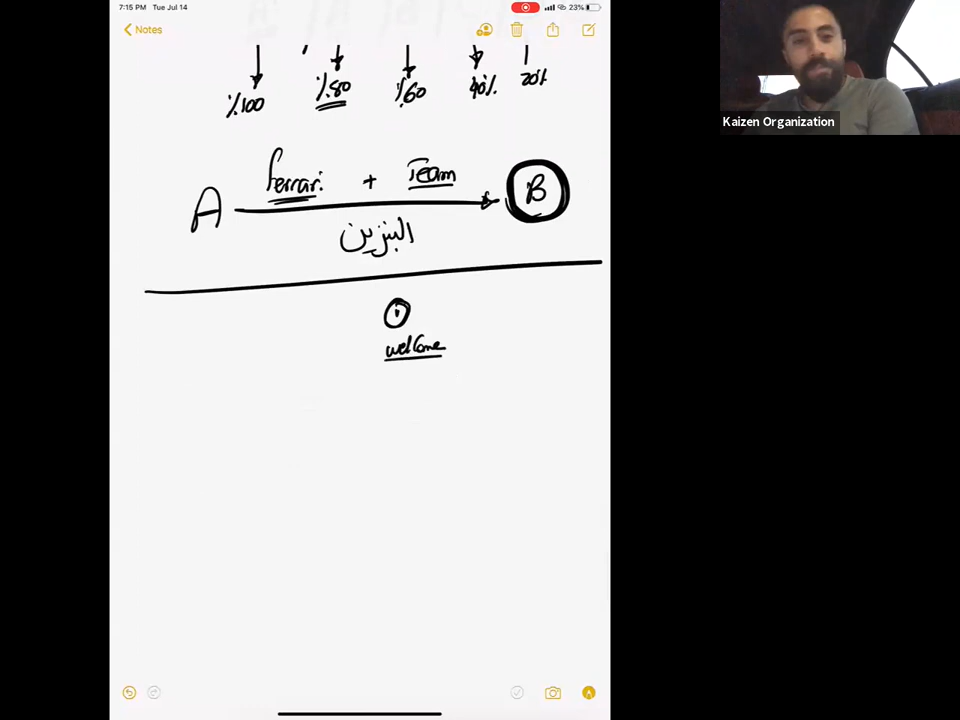 7:15 PM Tue Jul 14
23%
Notes
٪100 ٪80 ٪60 40% 20%
Ferrari + Team
A B
البنزين
١
welcome
Kaizen Organization